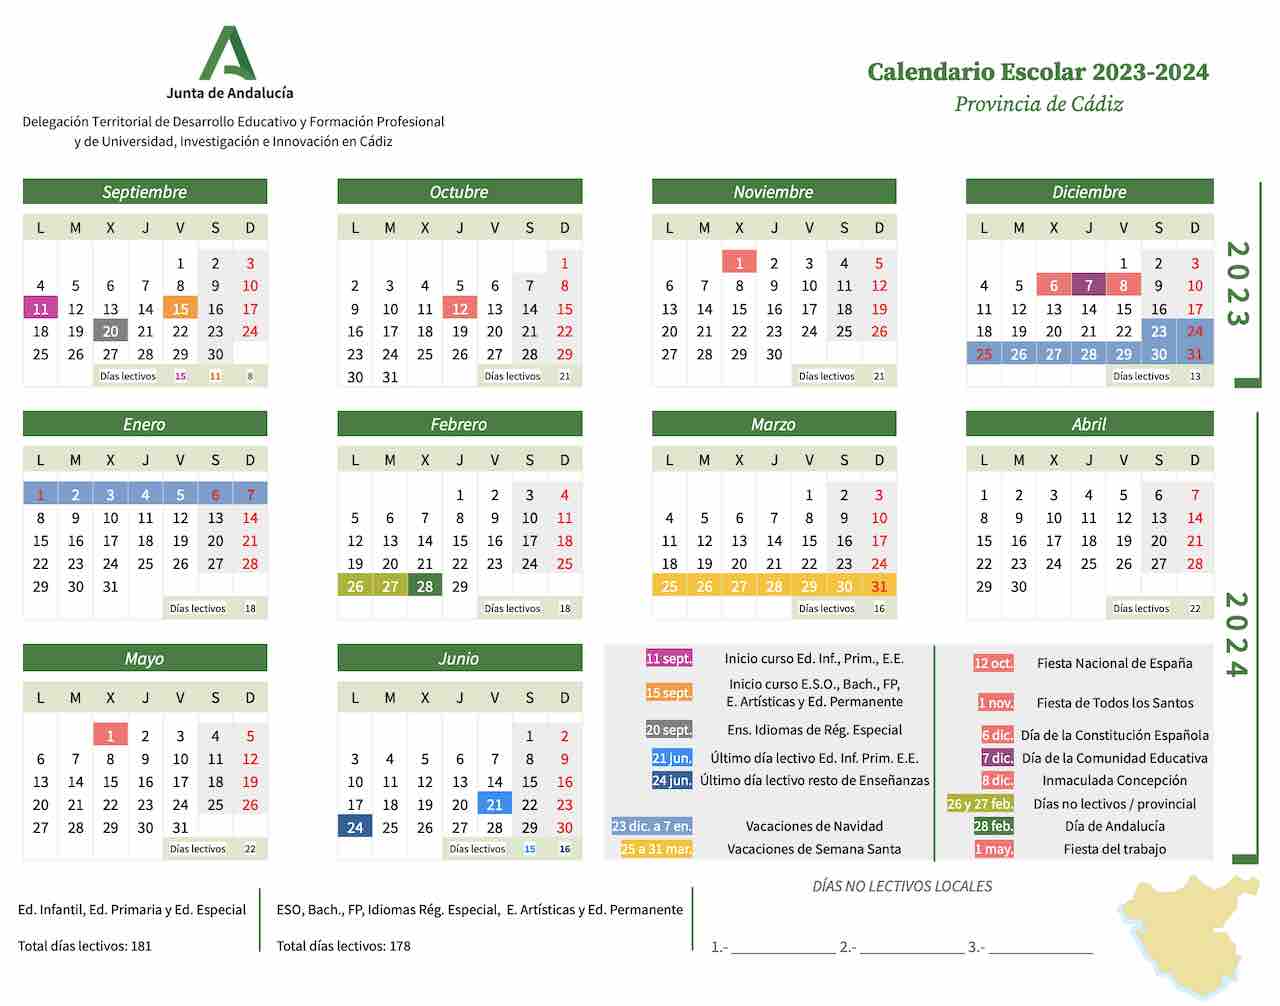 Junta de Andalucía
Delegación Territorial de Desarrollo Educativo y Formación Profesional
y de Universidad, Investigación e Innovación en Cádiz
Calendario Escolar 2023-2024
Provincia de Cádiz
Septiembre
L M X J V S D
1 2 3
4 5 6 7 8 9 10
11 12 13 14 15 16 17
18 19 20 21 22 23 24
25 26 27 28 29 30
Días lectivos 15 11 8
Octubre
L M X J V S D
1
2 3 4 5 6 7 8
9 10 11 12 13 14 15
16 17 18 19 20 21 22
23 24 25 26 27 28 29
30 31 Días lectivos 21
Noviembre
L M X J V S D
1 2 3 4 5
6 7 8 9 10 11 12
13 14 15 16 17 18 19
20 21 22 23 24 25 26
27 28 29 30
Días lectivos 21
Diciembre
L M X J V S D
1 2 3
4 5 6 7 8 9 10
11 12 13 14 15 16 17
18 19 20 21 22 23 24
25 26 27 28 29 30 31
Días lectivos 13
2023
Enero
L M X J V S D
1 2 3 4 5 6 7
8 9 10 11 12 13 14
15 16 17 18 19 20 21
22 23 24 25 26 27 28
29 30 31
Días lectivos 18
Febrero
L M X J V S D
1 2 3 4
5 6 7 8 9 10 11
12 13 14 15 16 17 18
19 20 21 22 23 24 25
26 27 28 29
Días lectivos 18
Marzo
L M X J V S D
1 2 3
4 5 6 7 8 9 10
11 12 13 14 15 16 17
18 19 20 21 22 23 24
25 26 27 28 29 30 31
Días lectivos 16
Abril
L M X J V S D
1 2 3 4 5 6 7
8 9 10 11 12 13 14
15 16 17 18 19 20 21
22 23 24 25 26 27 28
29 30
Días lectivos 22
2024
Mayo
L M X J V S D
1 2 3 4 5
6 7 8 9 10 11 12
13 14 15 16 17 18 19
20 21 22 23 24 25 26
27 28 29 30 31
Días lectivos 22
Junio
L M X J V S D
1 2
3 4 5 6 7 8 9
10 11 12 13 14 15 16
17 18 19 20 21 22 23
24 25 26 27 28 29 30
Días lectivos 15 16
11 sept. Inicio curso Ed. Inf., Prim., E.E.
15 sept. Inicio curso E.S.O., Bach., FP,
E. Artísticas y Ed. Permanente
20 sept. Ens. Idiomas de Rég. Especial
21 jun. Último día lectivo Ed. Inf. Prim. E.E.
24 jun. Último día lectivo resto de Enseñanzas
23 dic. a 7 en. Vacaciones de Navidad
25 a 31 mar. Vacaciones de Semana Santa
12 oct. Fiesta Nacional de España
1 nov. Fiesta de Todos los Santos
6 dic. Día de la Constitución Española
7 dic. Día de la Comunidad Educativa
8 dic. Inmaculada Concepción
26 y 27 feb. Días no lectivos / provincial
28 feb. Día de Andalucía
1 may. Fiesta del trabajo
Ed. Infantil, Ed. Primaria y Ed. Especial
Total días lectivos: 181
ESO, Bach., FP, Idiomas Rég. Especial, E. Artísticas y Ed. Permanente
Total días lectivos: 178
DÍAS NO LECTIVOS LOCALES
1.- ______________ 2.- ______________ 3.- ______________